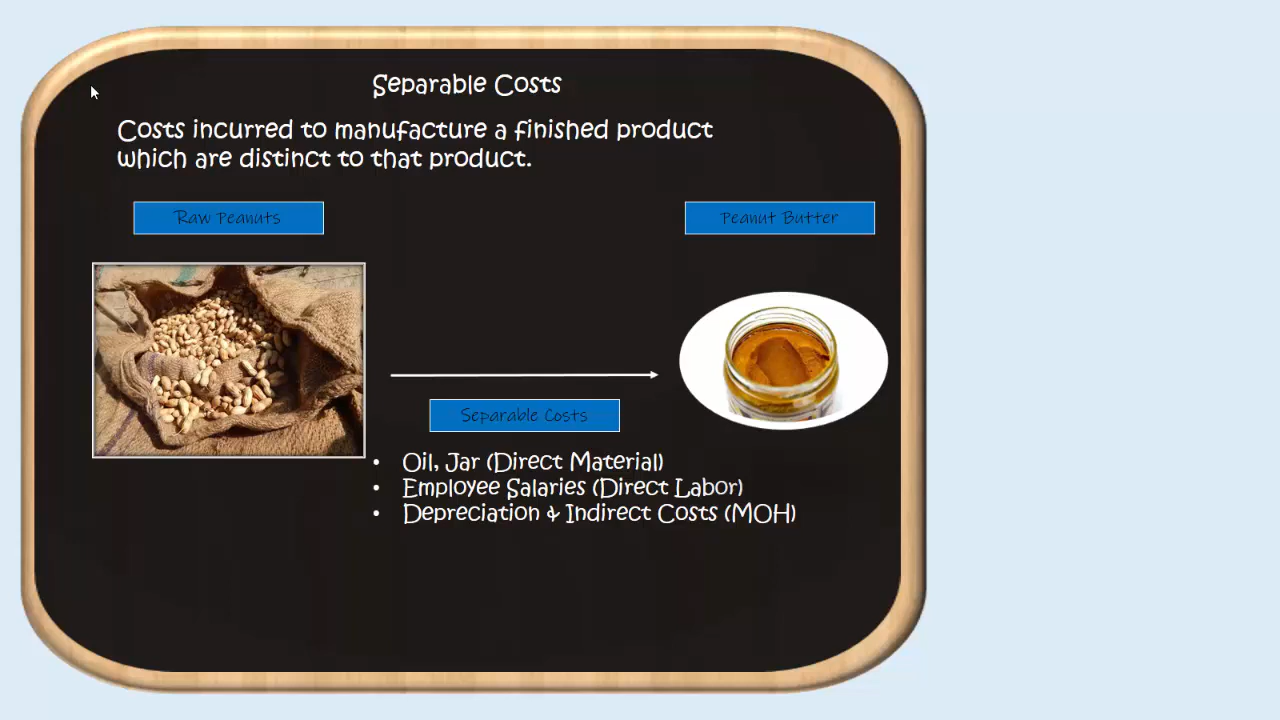 Separable Costs
Costs incurred to manufacture a finished product
which are distinct to that product.
Raw Peanuts
Peanut Butter
Separable Costs
• Oil, Jar (Direct Material)
• Employee Salaries (Direct Labor)
• Depreciation & Indirect Costs (MOH)